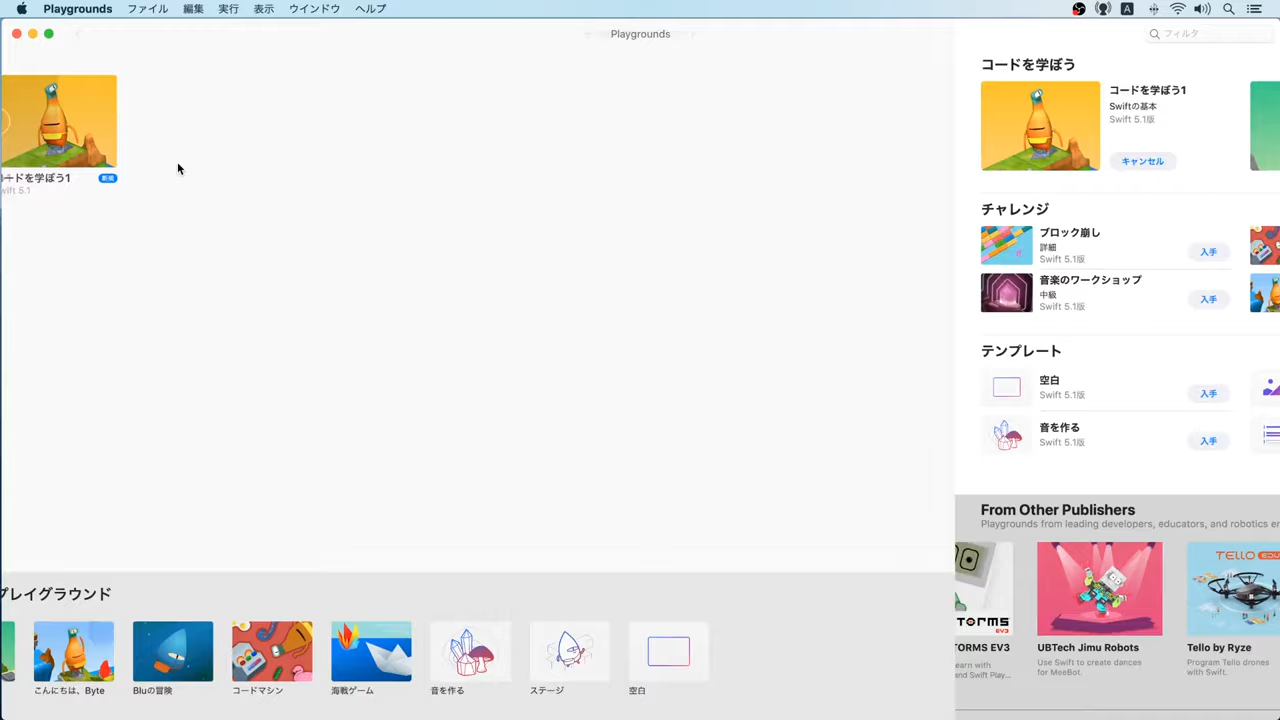 Playgrounds ファイル 編集 実行 表示 ウインドウ ヘルプ
Playgrounds
フィルタ
ードを学ぼう1 新規
wift 5.1
コードを学ぼう
コードを学ぼう1
Swiftの基本
Swift 5.1版
キャンセル
チャレンジ
ブロック崩し
詳細
Swift 5.1版
入手
音楽のワークショップ
中級
Swift 5.1版
入手
テンプレート
空白
Swift 5.1版
入手
音を作る
Swift 5.1版
入手
From Other Publishers
Playgrounds from leading developers, educators, and robotics e
TORMS EV3
earn with
and Swift Play...
UBTech Jimu Robots
Use Swift to create dances
for MeeBot.
TELLO EDU
Tello by Ryze
Program Tello drones
with Swift.
プレイグラウンド
こんにちは、Byte
Bluの冒険
コードマシン
海戦ゲーム
音を作る
ステージ
空白